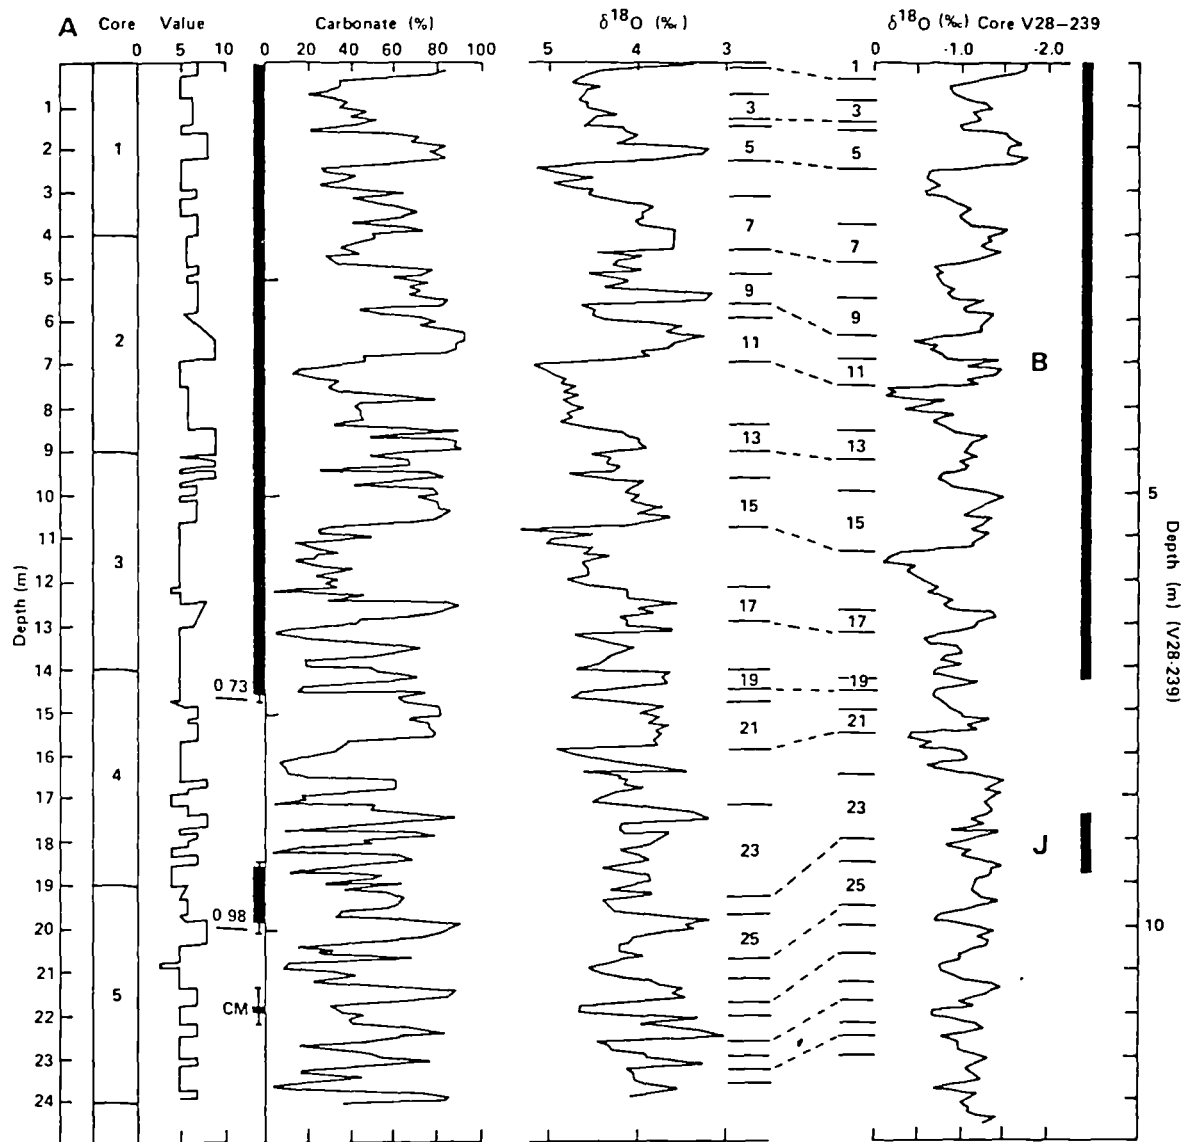 A Core Value Carbonate (%) δ18O (‰) δ18O (‰) Core V28–239
0 5 10 0 20 40 60 80 100 5 4 3 0 -1.0 -2.0
1
1 3 3
2 1 5 5
3
4 7 7
5 9
6 9
7 2 11 11 B
8
9 13 13
10 15 5
11 15
12 3
13 17 17
14 19 19
0 73
15 21 21
16
17 4 23
18 23 J
19 25
0 98
20 25 10
21
22 5 CM
23
24
Depth (m)
Depth (m) (V28-239)